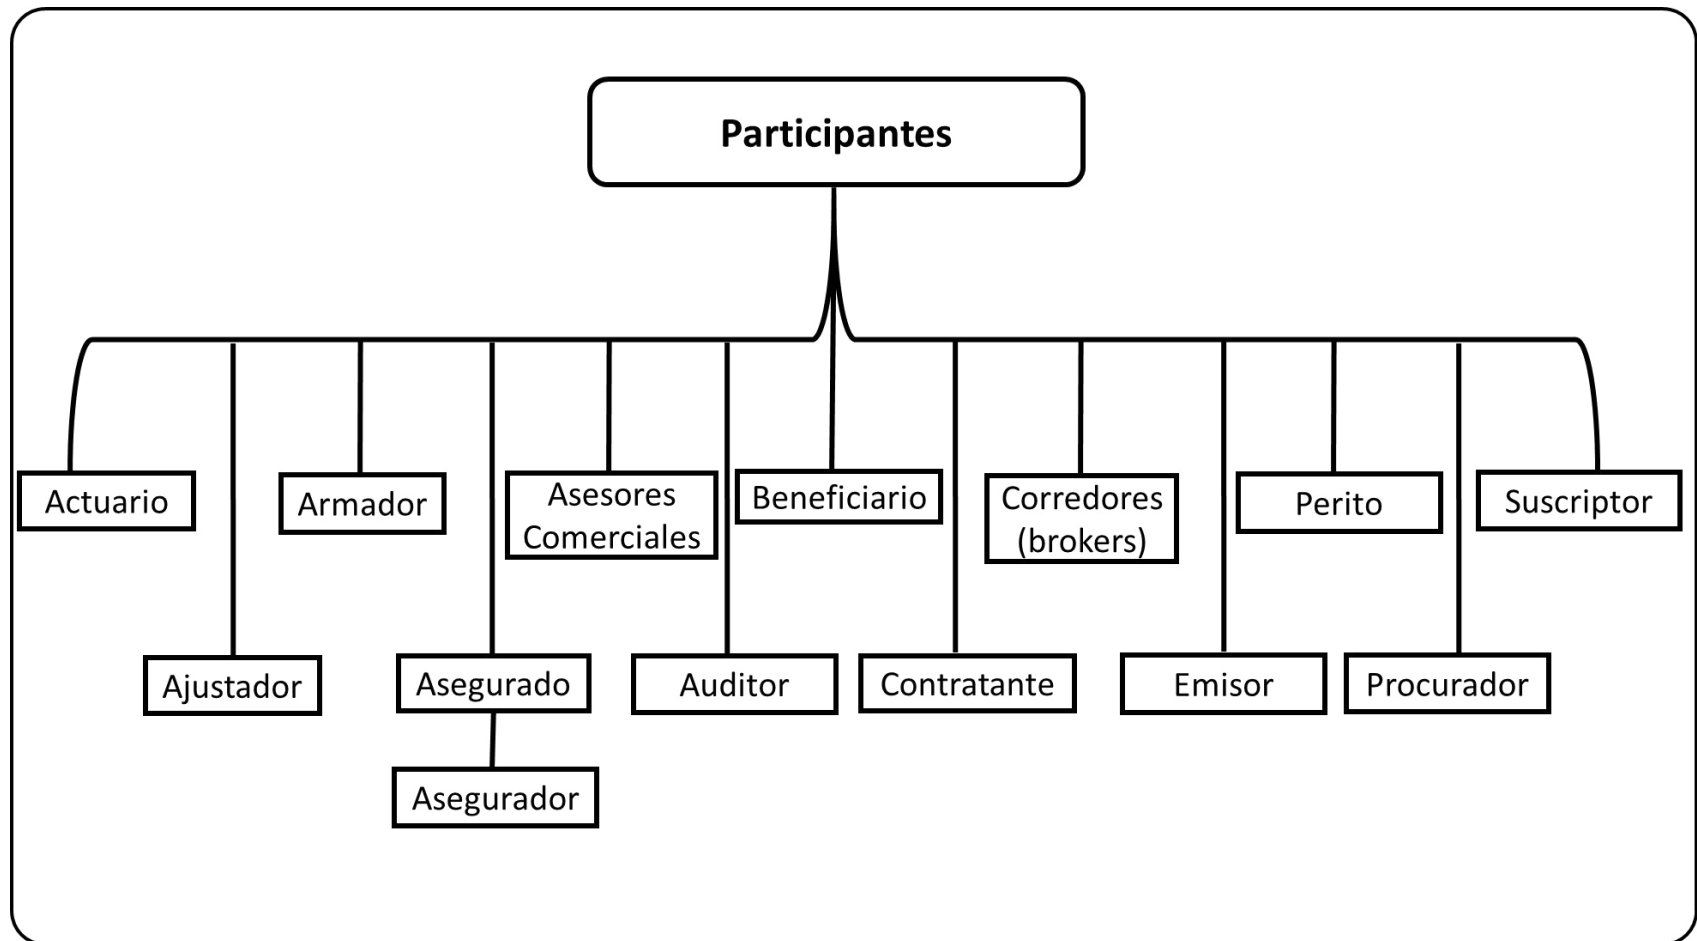 Participantes
Actuario
Armador
Asesores
Comerciales
Beneficiario
Corredores
(brokers)
Perito
Suscriptor
Ajustador
Asegurado
Auditor
Contratante
Emisor
Procurador
Asegurador